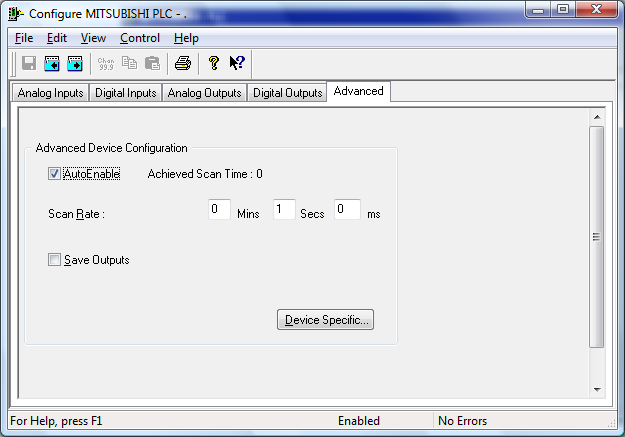 Configure MITSUBISHI PLC - .
File Edit View Control Help
Chan 99.9
Analog Inputs Digital Inputs Analog Outputs Digital Outputs Advanced
Advanced Device Configuration
AutoEnable Achieved Scan Time : 0
Scan Rate : 0 Mins 1 Secs 0 ms
Save Outputs
Device Specific...
For Help, press F1 Enabled No Errors